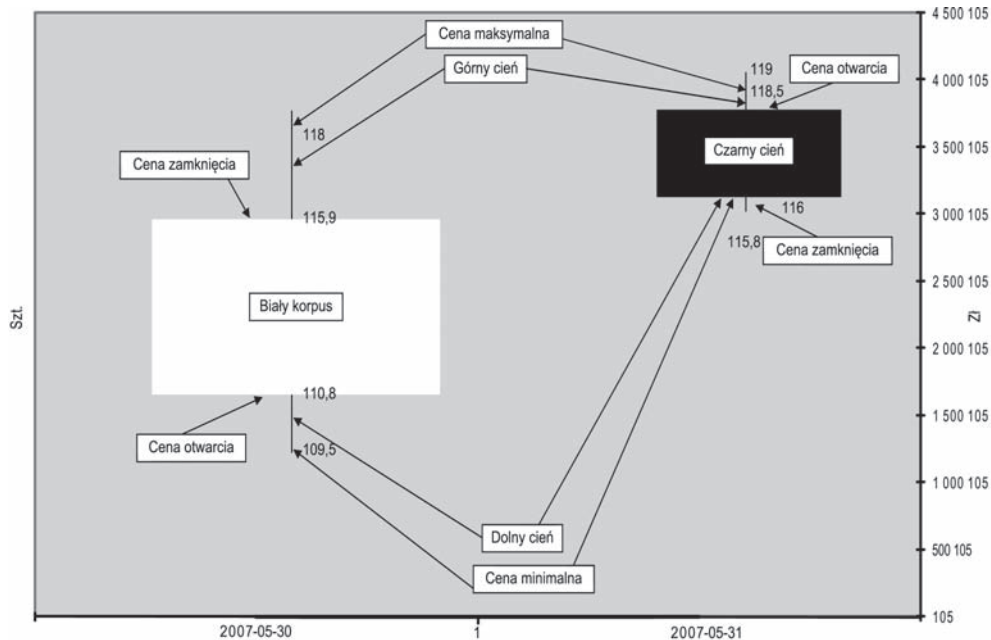 4 500 105
Cena maksymalna
119
Cena otwarcia
Górny cień
4 000 105
118,5
118
Czarny cień
3 500 105
Cena zamknięcia
116
3 000 105
115,9
115,8
Cena zamknięcia
2 500 105
Biały korpus
Szt.
Zł
2 000 105
110,8
1 500 105
Cena otwarcia
109,5
1 000 105
Dolny cień
500 105
Cena minimalna
105
2007-05-30
1
2007-05-31